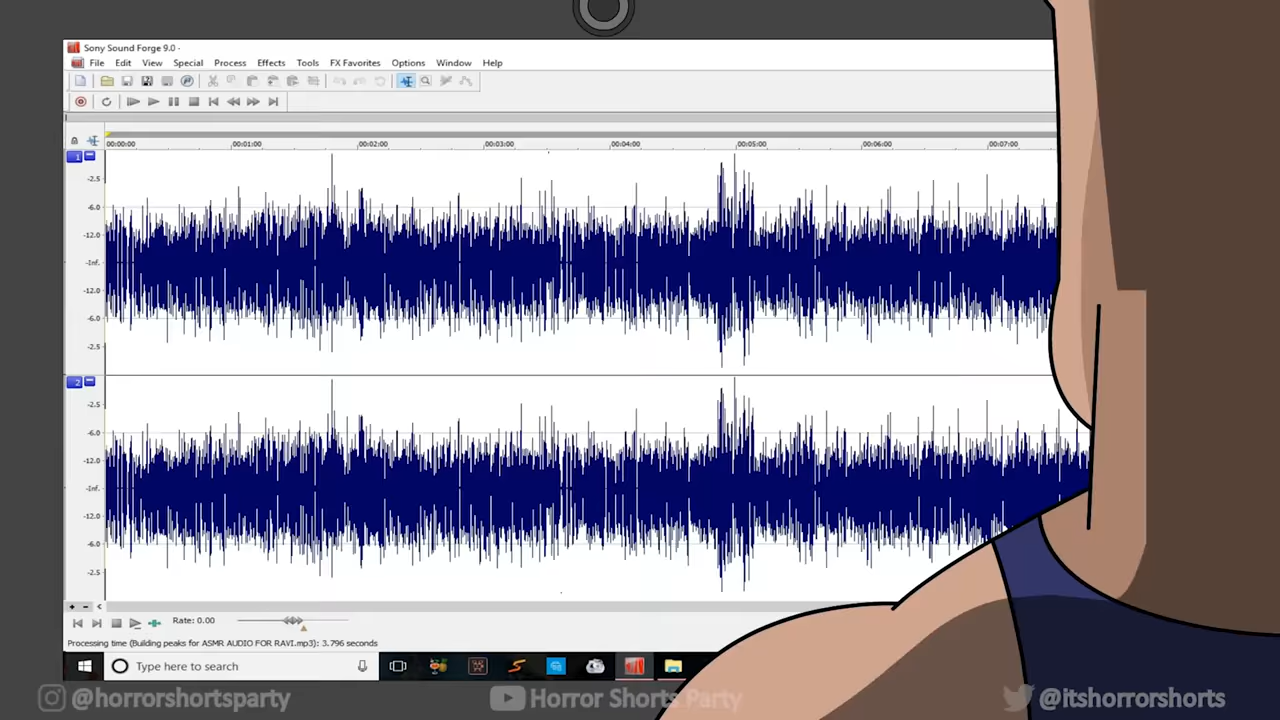 Sony Sound Forge 9.0 -
File Edit View Special Process Effects Tools FX Favorites Options Window Help
00:00:00 00:01:00 00:02:00 00:03:00 00:04:00 00:05:00 00:06:00 00:07:00
1
-2.5
-6.0
-12.0
-Inf.
-12.0
-6.0
-2.5
2
-2.5
-6.0
-12.0
-Inf.
-12.0
-6.0
-2.5
Rate: 0.00
Processing time (Building peaks for ASMR AUDIO FOR RAVI.mp3): 3.796 seconds
Type here to search
@horrorshortsparty Horror Shorts Party @itshorrorshorts